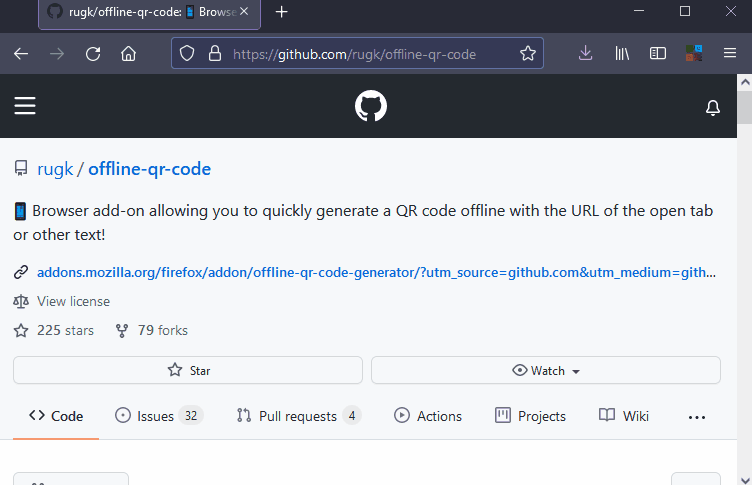 rugk/offline-qr-code: 📱 Browse
https://github.com/rugk/offline-qr-code
rugk / offline-qr-code
📱 Browser add-on allowing you to quickly generate a QR code offline with the URL of the open tab
or other text!
addons.mozilla.org/firefox/addon/offline-qr-code-generator/?utm_source=github.com&utm_medium=gith...
View license
225 stars 79 forks
Star Watch
Code Issues 32 Pull requests 4 Actions Projects Wiki ...